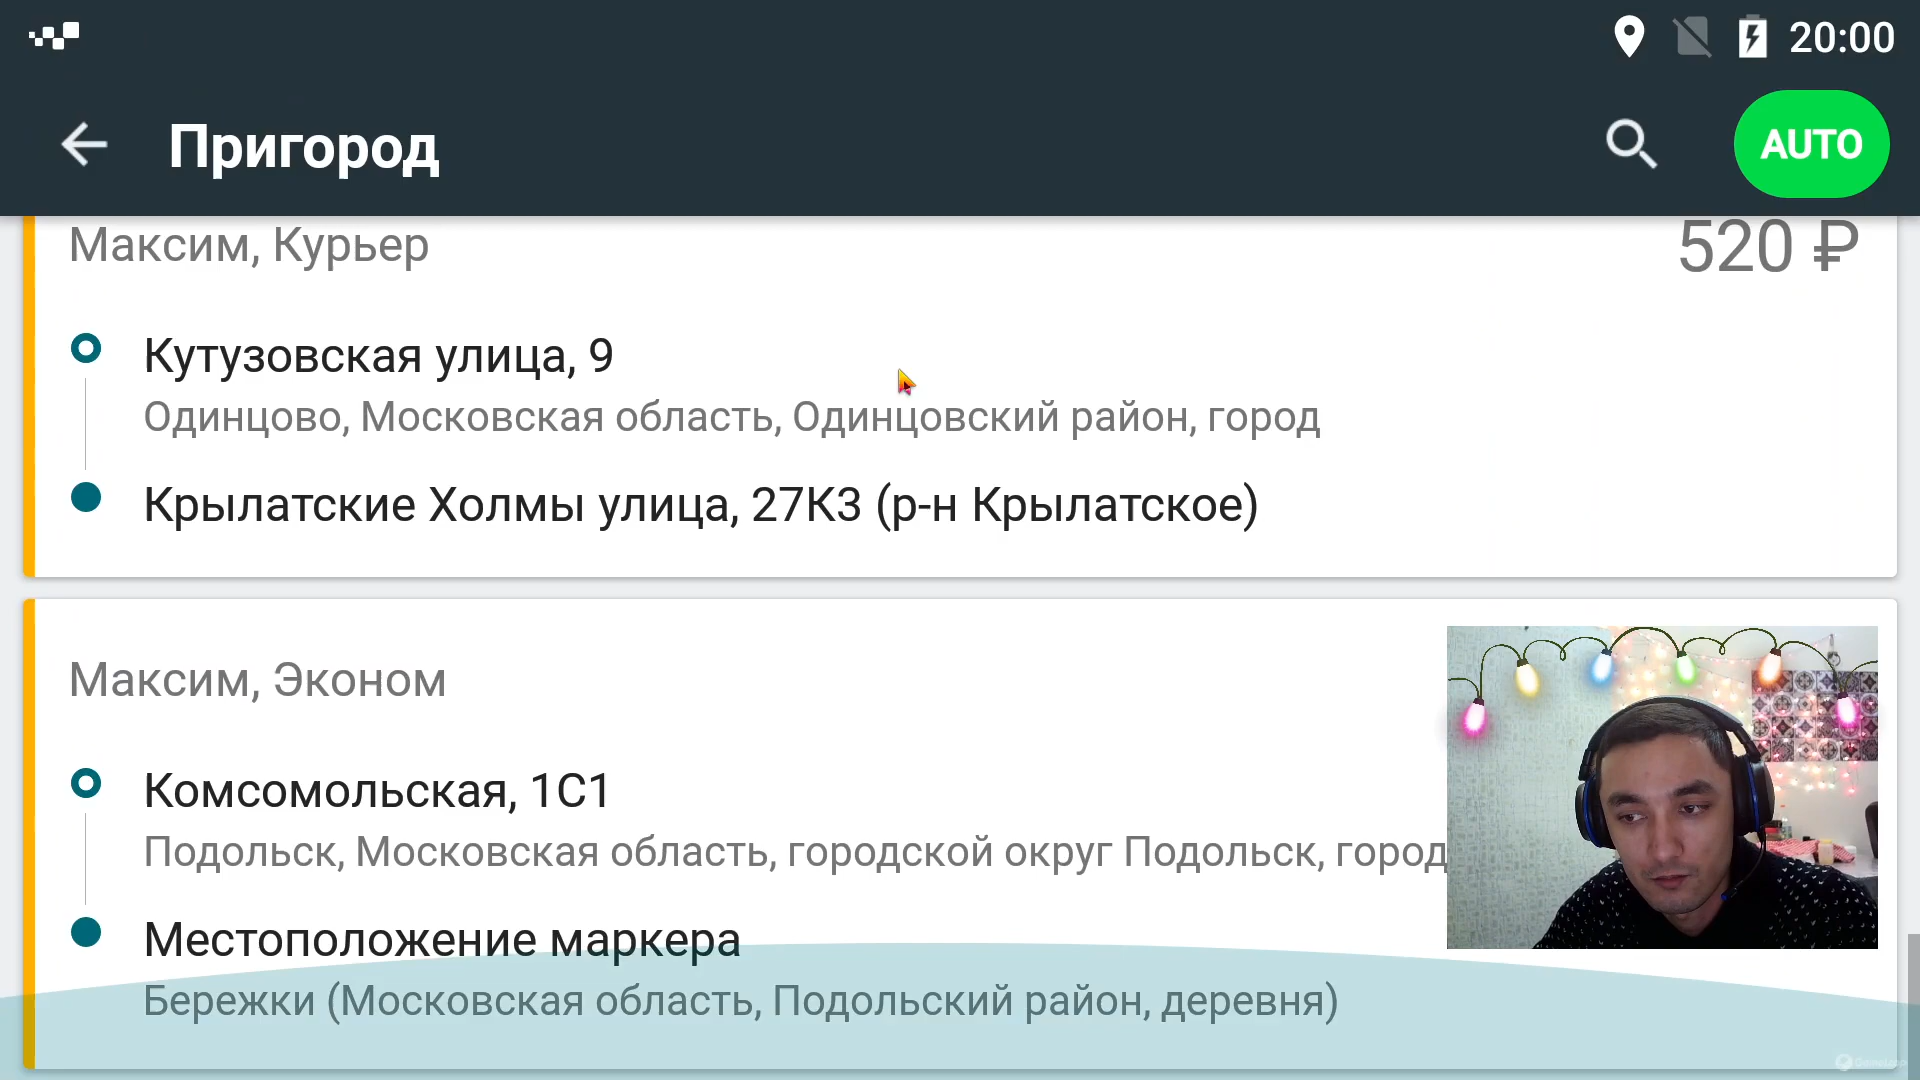 20:00
Пригород
AUTO
Максим, Курьер
520 ₽
Кутузовская улица, 9
Одинцово, Московская область, Одинцовский район, город
Крылатские Холмы улица, 27К3 (р-н Крылатское)
Максим, Эконом
Комсомольская, 1С1
Подольск, Московская область, городской округ Подольск, город
Местоположение маркера
Бережки (Московская область, Подольский район, деревня)